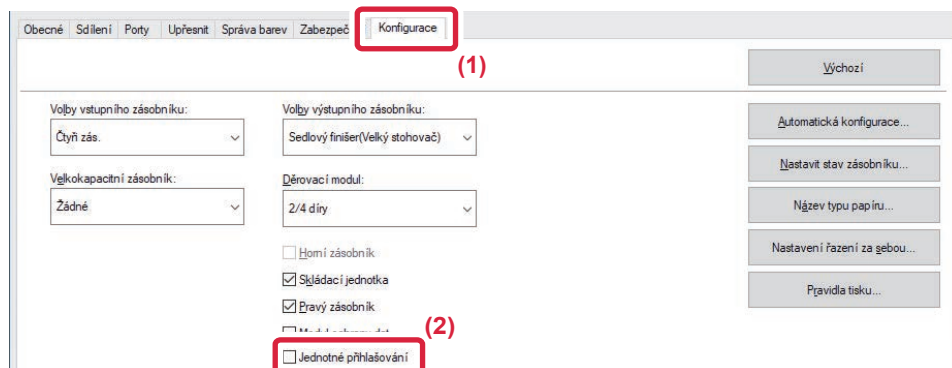 Obecné Sdílení Porty Upřesnit Správa barev Zabezpeč Konfigurace
(1)
Výchozí
Volby vstupního zásobníku: Volby výstupního zásobníku:
Čtyři zás. Sedlový finišer(Velký stohovač) Automatická konfigurace...
Nastavit stav zásobníku...
Velkokapacitní zásobník: Děrovací modul:
Žádné 2/4 díry Název typu papíru...
Horní zásobník Nastavení řazení za sebou...
Skládací jednotka
Pravidla tisku...
Pravý zásobník
(2)
Jednotné přihlašování